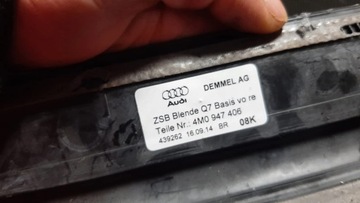 DEMMEL AG
Audi
ZSB Blende Q7 Basis vo re
Teile Nr.: 4M0 947 406
439262 16.09.14 BR 08K